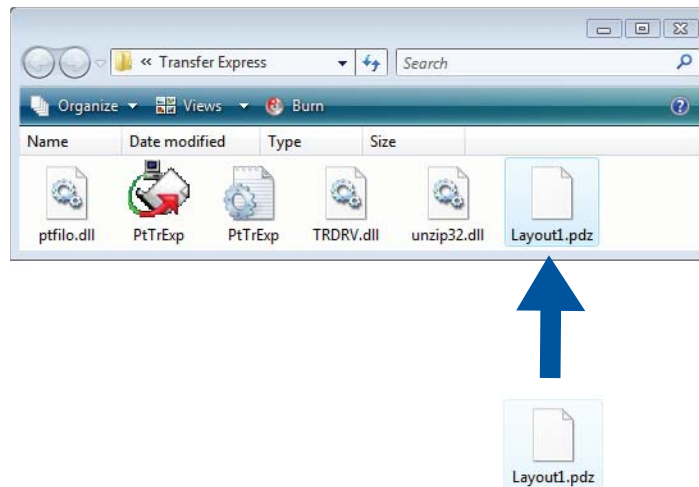 « Transfer Express
Search
Organize Views Burn
Name Date modified Type Size
ptfilo.dll PtTrExp PtTrExp TRDRV.dll unzip32.dll Layout1.pdz
Layout1.pdz